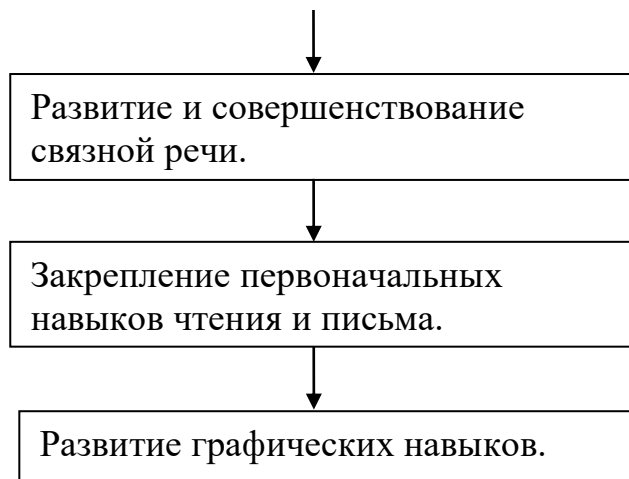 Развитие и совершенствование
связной речи.
Закрепление первоначальных
навыков чтения и письма.
Развитие графических навыков.